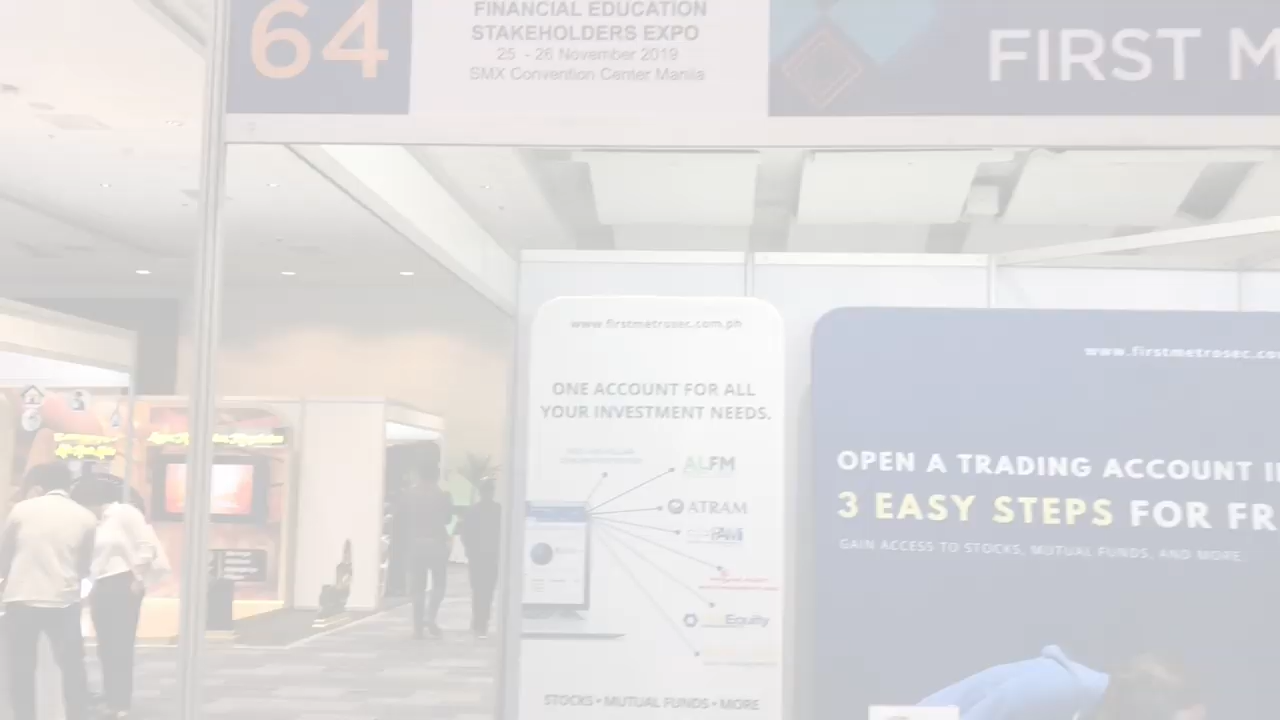 64
FINANCIAL EDUCATION
STAKEHOLDERS EXPO
25 - 26 November 2019
SMX Convention Center Manila
FIRST M
www.firstmetrosec.com.ph
ONE ACCOUNT FOR ALL
YOUR INVESTMENT NEEDS.
ALFM
ATRAM
PAMI
Equity
STOCKS • MUTUAL FUNDS • MORE
www.firstmetrosec.co
OPEN A TRADING ACCOUNT I
3 EASY STEPS FOR FR
GAIN ACCESS TO STOCKS, MUTUAL FUNDS, AND MORE.